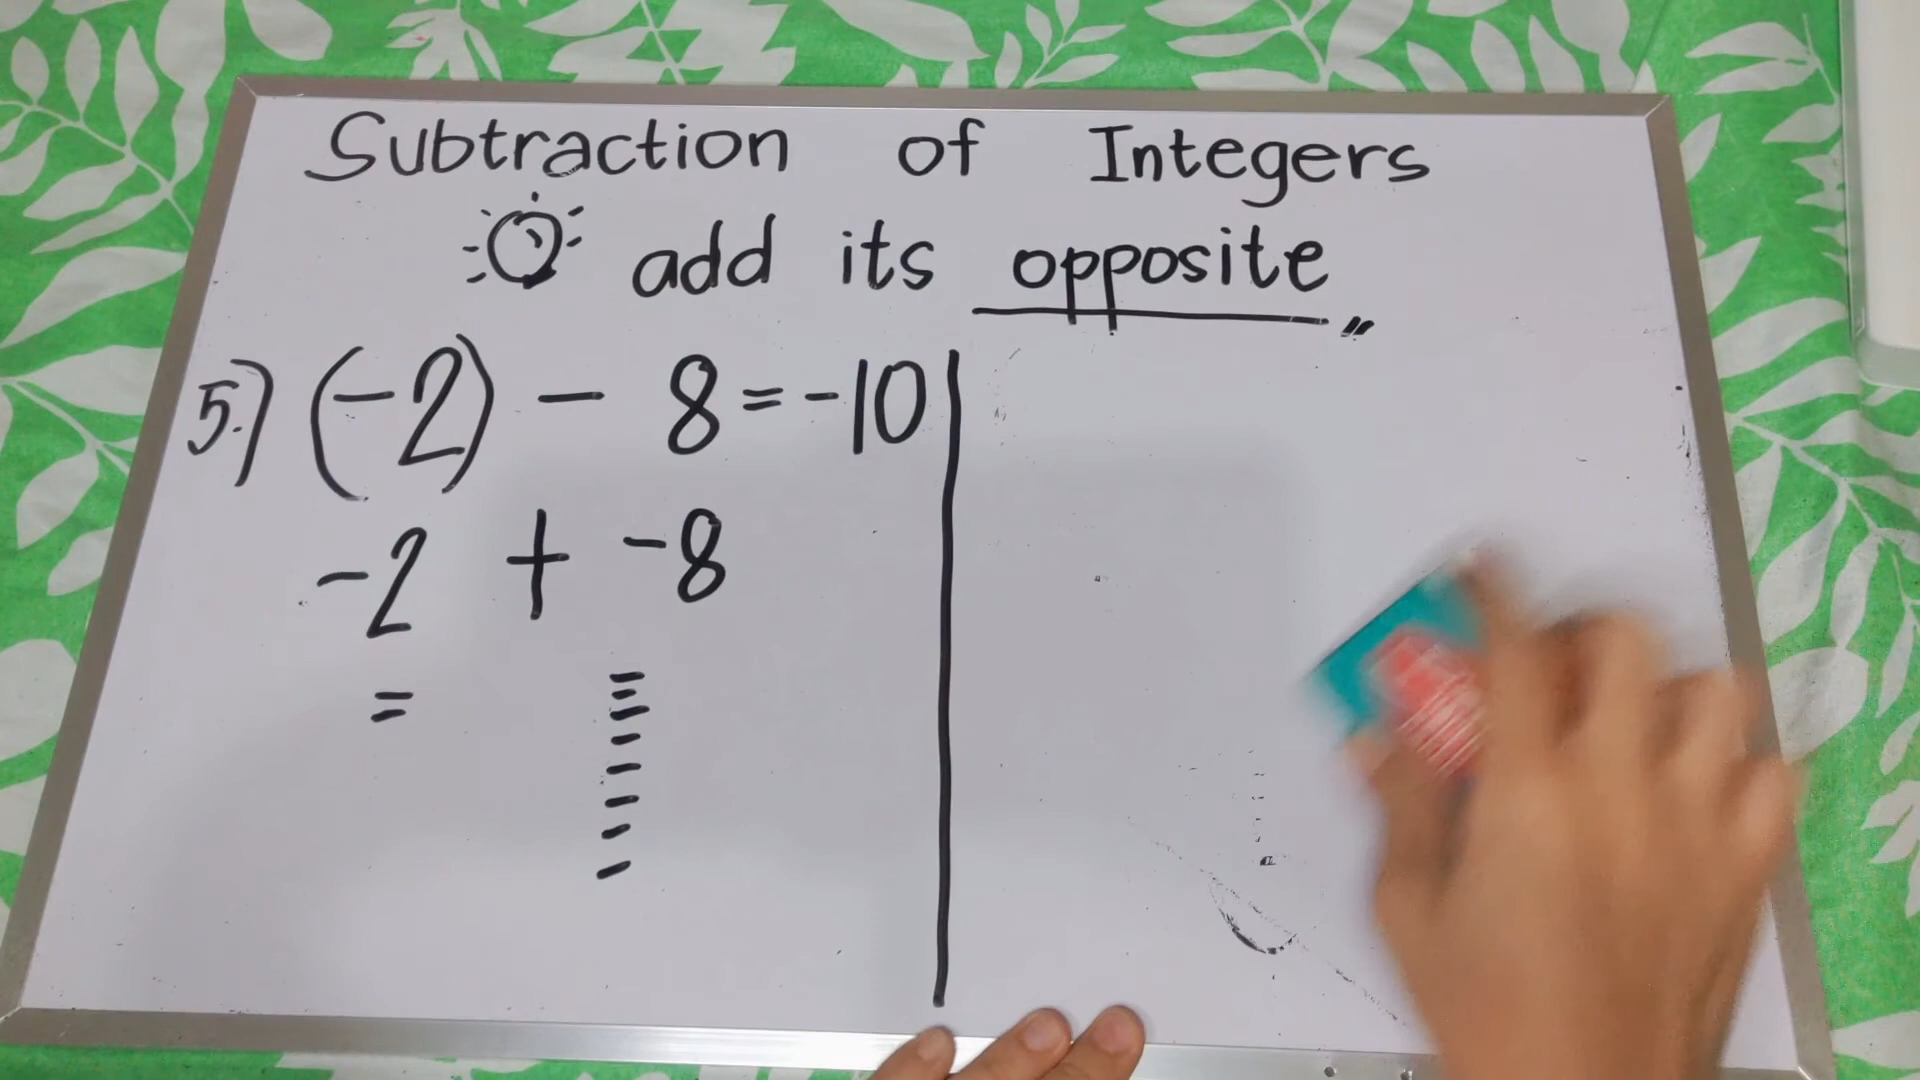 Subtraction of Integers
add its opposite
5.) (-2) - 8 = -10
-2 + -8
=